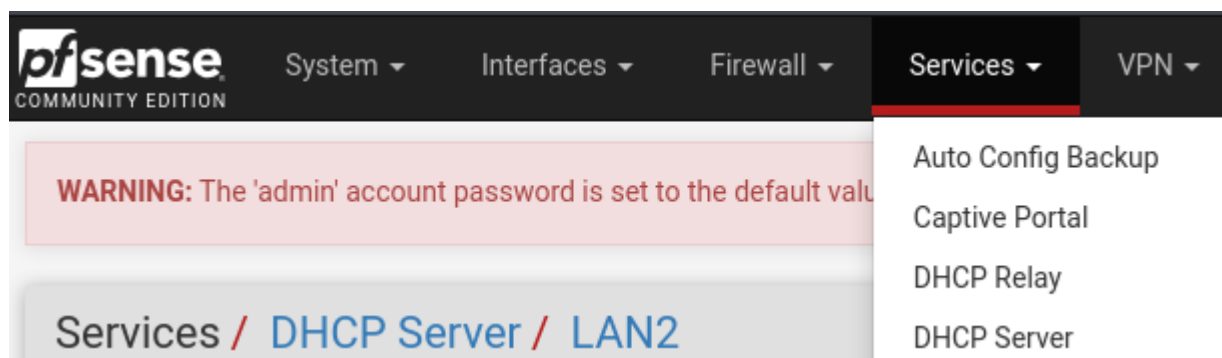 pfsense
COMMUNITY EDITION
System
Interfaces
Firewall
Services
VPN
Auto Config Backup
Captive Portal
DHCP Relay
DHCP Server
WARNING: The 'admin' account password is set to the default valu
Services / DHCP Server / LAN2